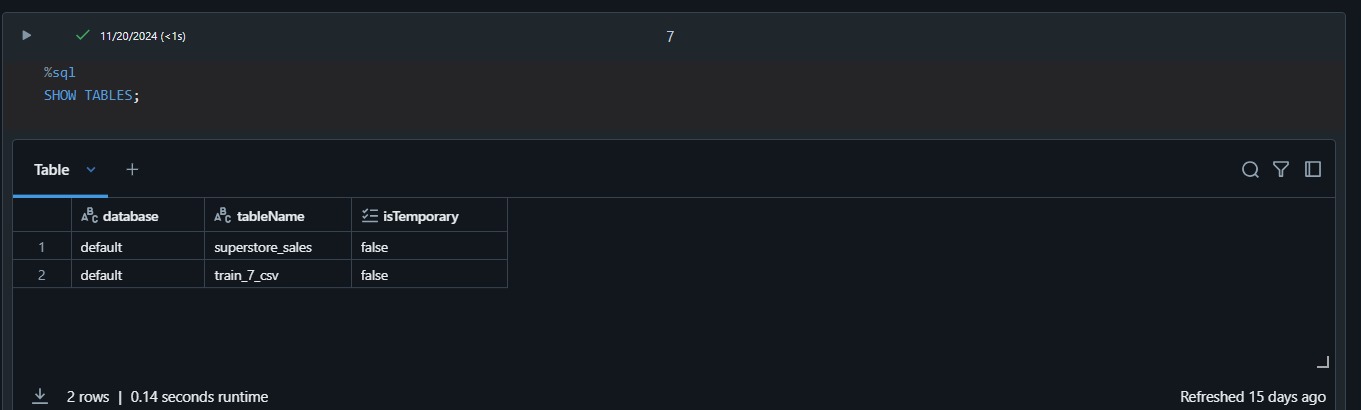 11/20/2024 (<1s)
7
%sql
SHOW TABLES;
Table
database tableName isTemporary
1 default superstore_sales false
2 default train_7_csv false
2 rows | 0.14 seconds runtime
Refreshed 15 days ago